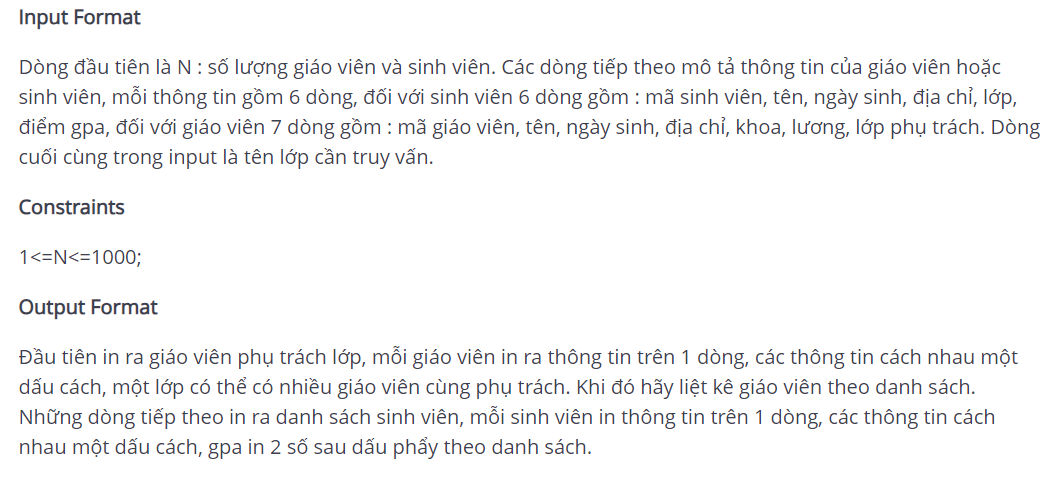 Input Format
Dòng đầu tiên là N : số lượng giáo viên và sinh viên. Các dòng tiếp theo mô tả thông tin của giáo viên hoặc
sinh viên, mỗi thông tin gồm 6 dòng, đối với sinh viên 6 dòng gồm : mã sinh viên, tên, ngày sinh, địa chỉ, lớp,
điểm gpa, đối với giáo viên 7 dòng gồm : mã giáo viên, tên, ngày sinh, địa chỉ, khoa, lương, lớp phụ trách. Dòng
cuối cùng trong input là tên lớp cần truy vấn.
Constraints
1<=N<=1000;
Output Format
Đầu tiên in ra giáo viên phụ trách lớp, mỗi giáo viên in ra thông tin trên 1 dòng, các thông tin cách nhau một
dấu cách, một lớp có thể có nhiều giáo viên cùng phụ trách. Khi đó hãy liệt kê giáo viên theo danh sách.
Những dòng tiếp theo in ra danh sách sinh viên, mỗi sinh viên in thông tin trên 1 dòng, các thông tin cách
nhau một dấu cách, gpa in 2 số sau dấu phẩy theo danh sách.